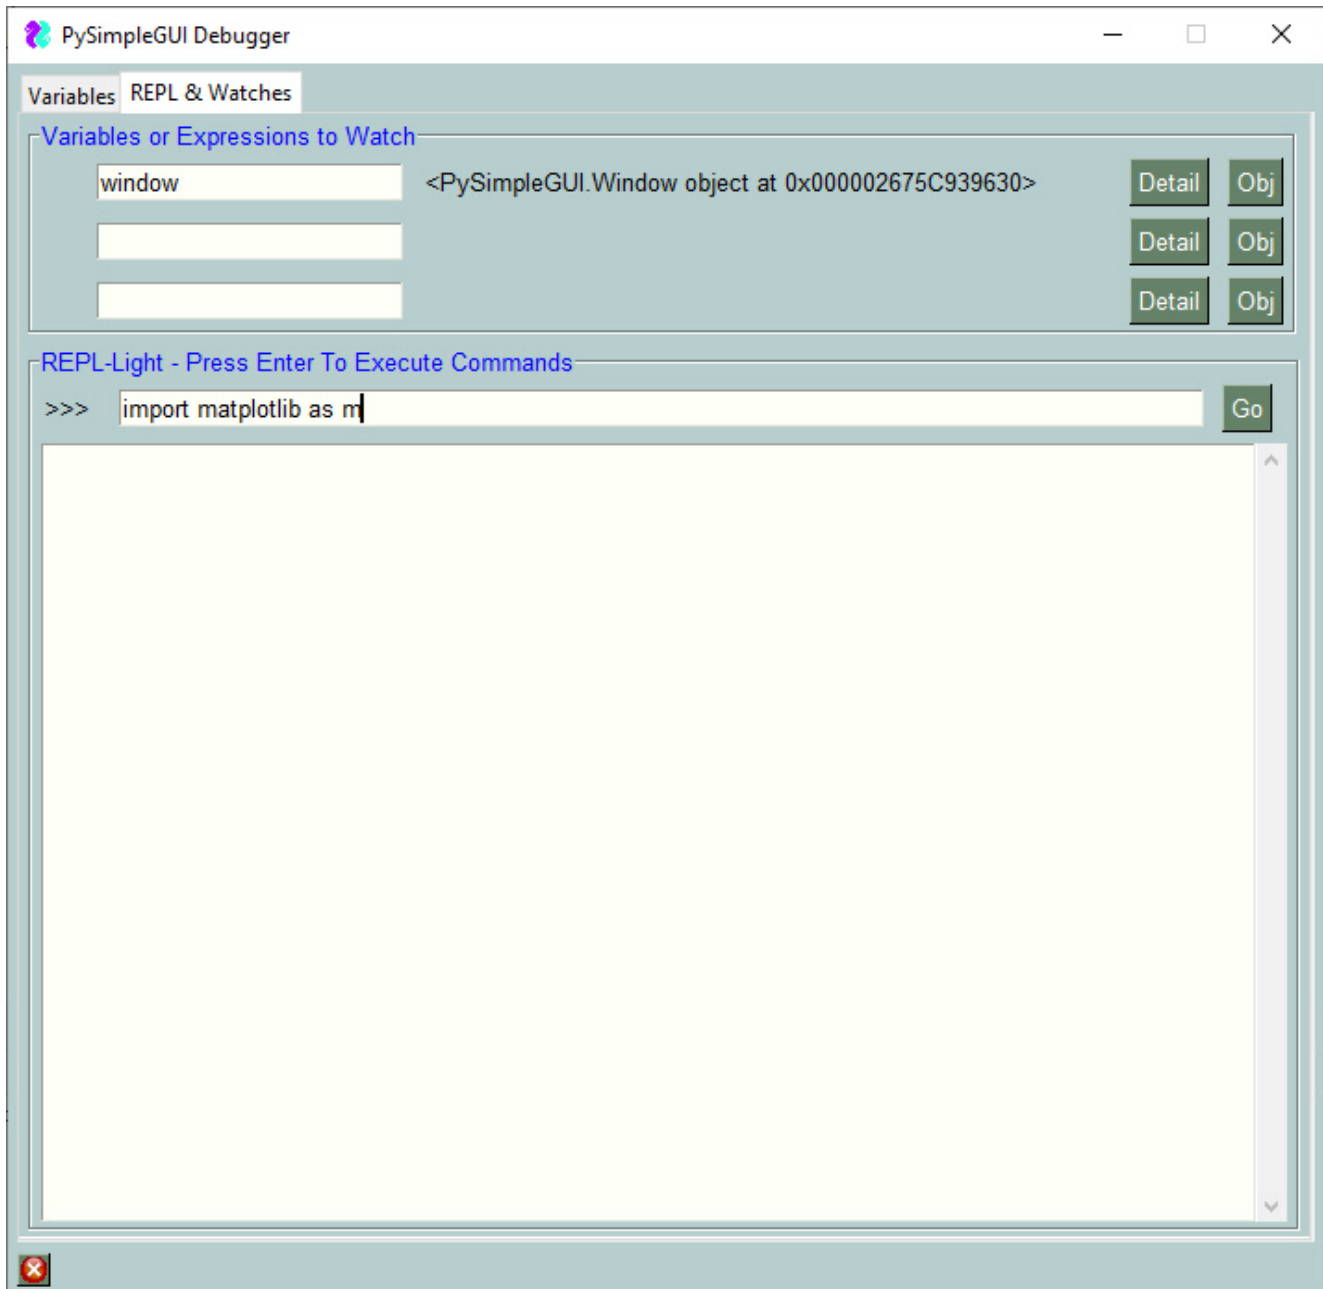 PySimpleGUI Debugger
Variables REPL & Watches
Variables or Expressions to Watch
window <PySimpleGUI.Window object at 0x000002675C939630> Detail Obj
Detail Obj
Detail Obj
REPL-Light - Press Enter To Execute Commands
>>> import matplotlib as m Go